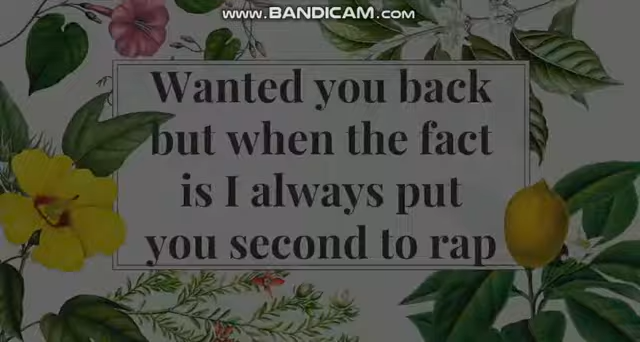 www.BANDICAM.com
Wanted you back
but when the fact
is I always put
you second to rap